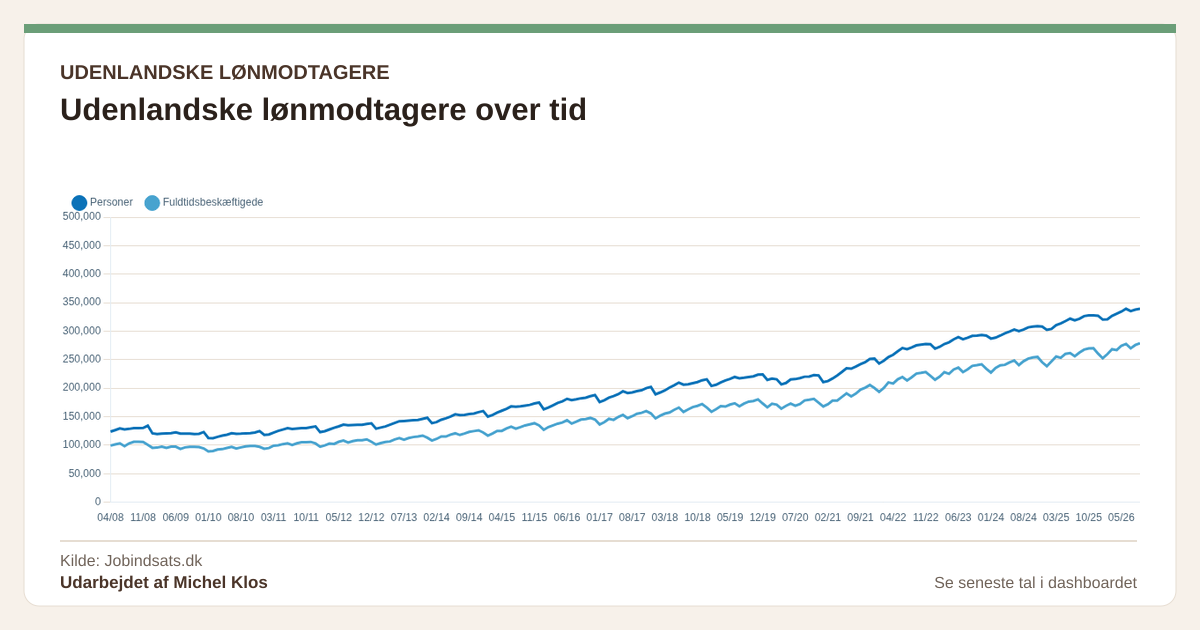 UDENLANDSKE LØNMODTAGERE
Udenlandske lønmodtagere over tid
Personer Fuldtidsbeskæftigede
500,000
450,000
400,000
350,000
300,000
250,000
200,000
150,000
100,000
50,000
0
04/08 11/08 06/09 01/10 08/10 03/11 10/11 05/12 12/12 07/13 02/14 09/14 04/15 11/15 06/16 01/17 08/17 03/18 10/18 05/19 12/19 07/20 02/21 09/21 04/22 11/22 06/23 01/24 08/24 03/25 10/25 05/26
Kilde: Jobindsats.dk
Udarbejdet af Michel Klos
Se seneste tal i dashboardet